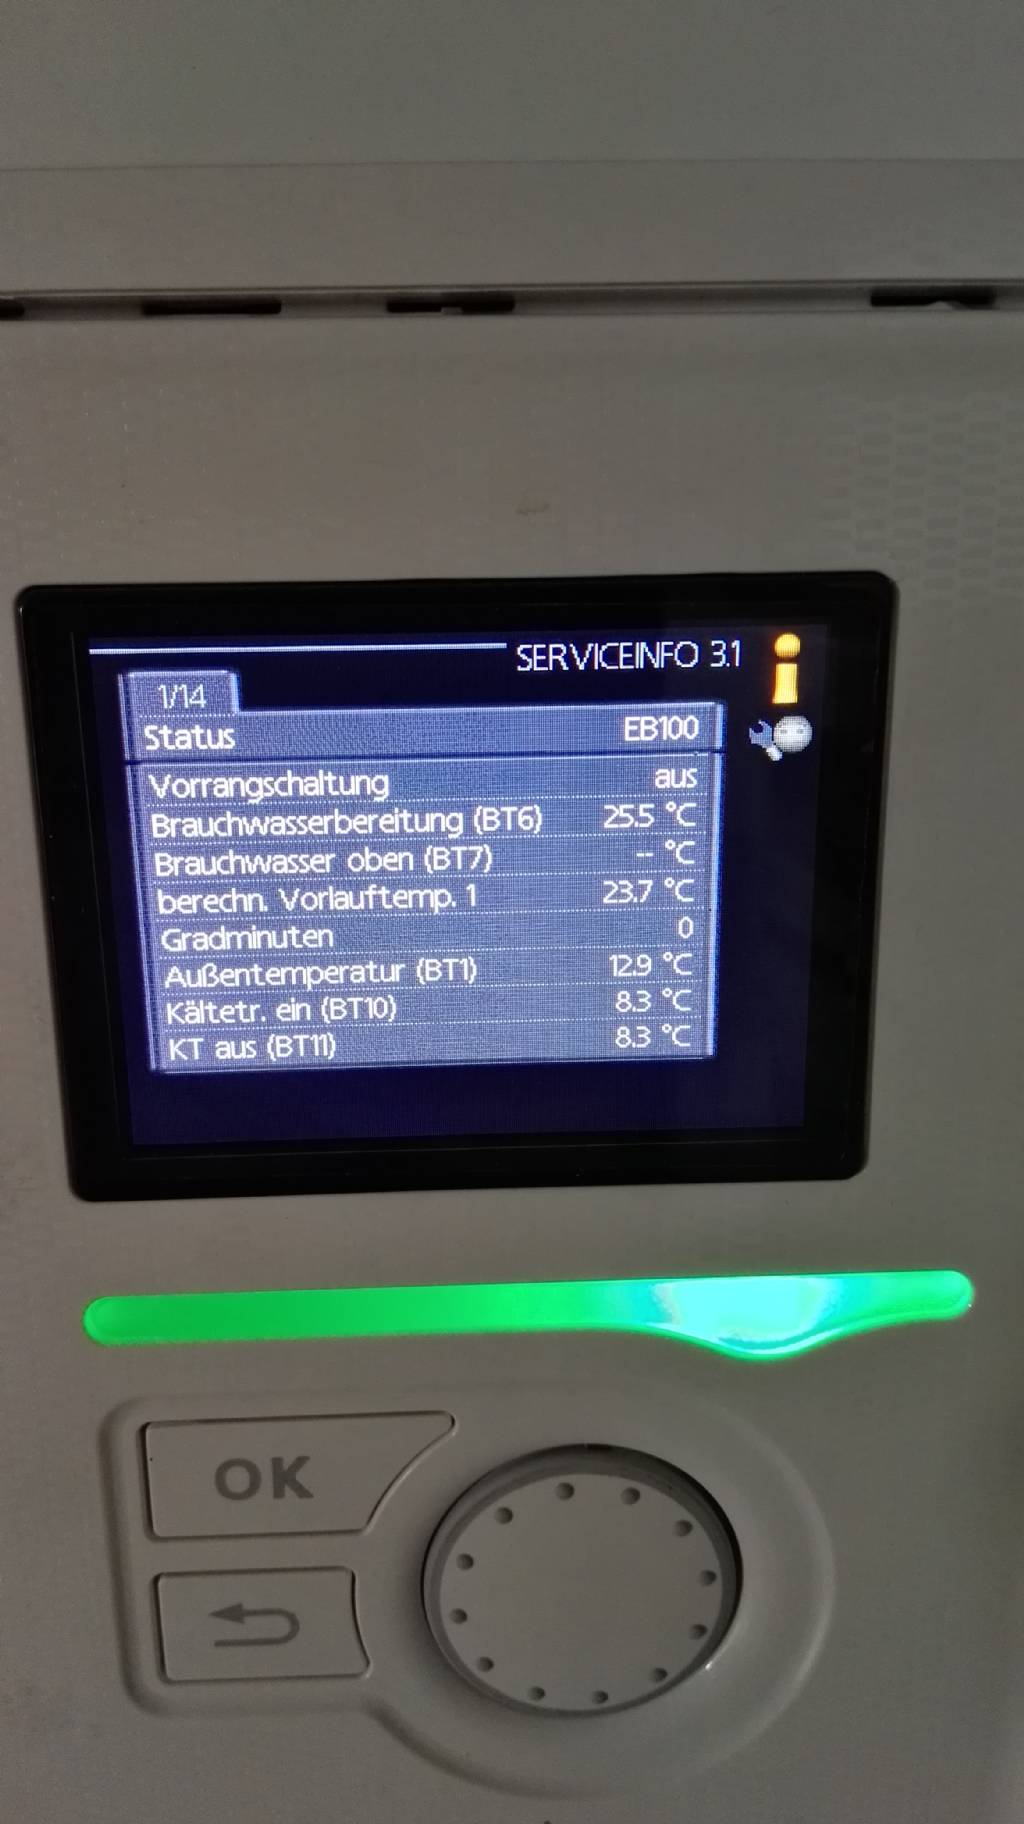 SERVICEINFO 3.1
1/14
Status EB100
Vorrangschaltung aus
Brauchwasserbereitung (BT6) 25.5 °C
Brauchwasser oben (BT7) -- °C
berechn. Vorlauftemp. 1 23.7 °C
Gradminuten 0
Außentemperatur (BT1) 12.9 °C
Kältetr. ein (BT10) 8.3 °C
KT aus (BT11) 8.3 °C
OK